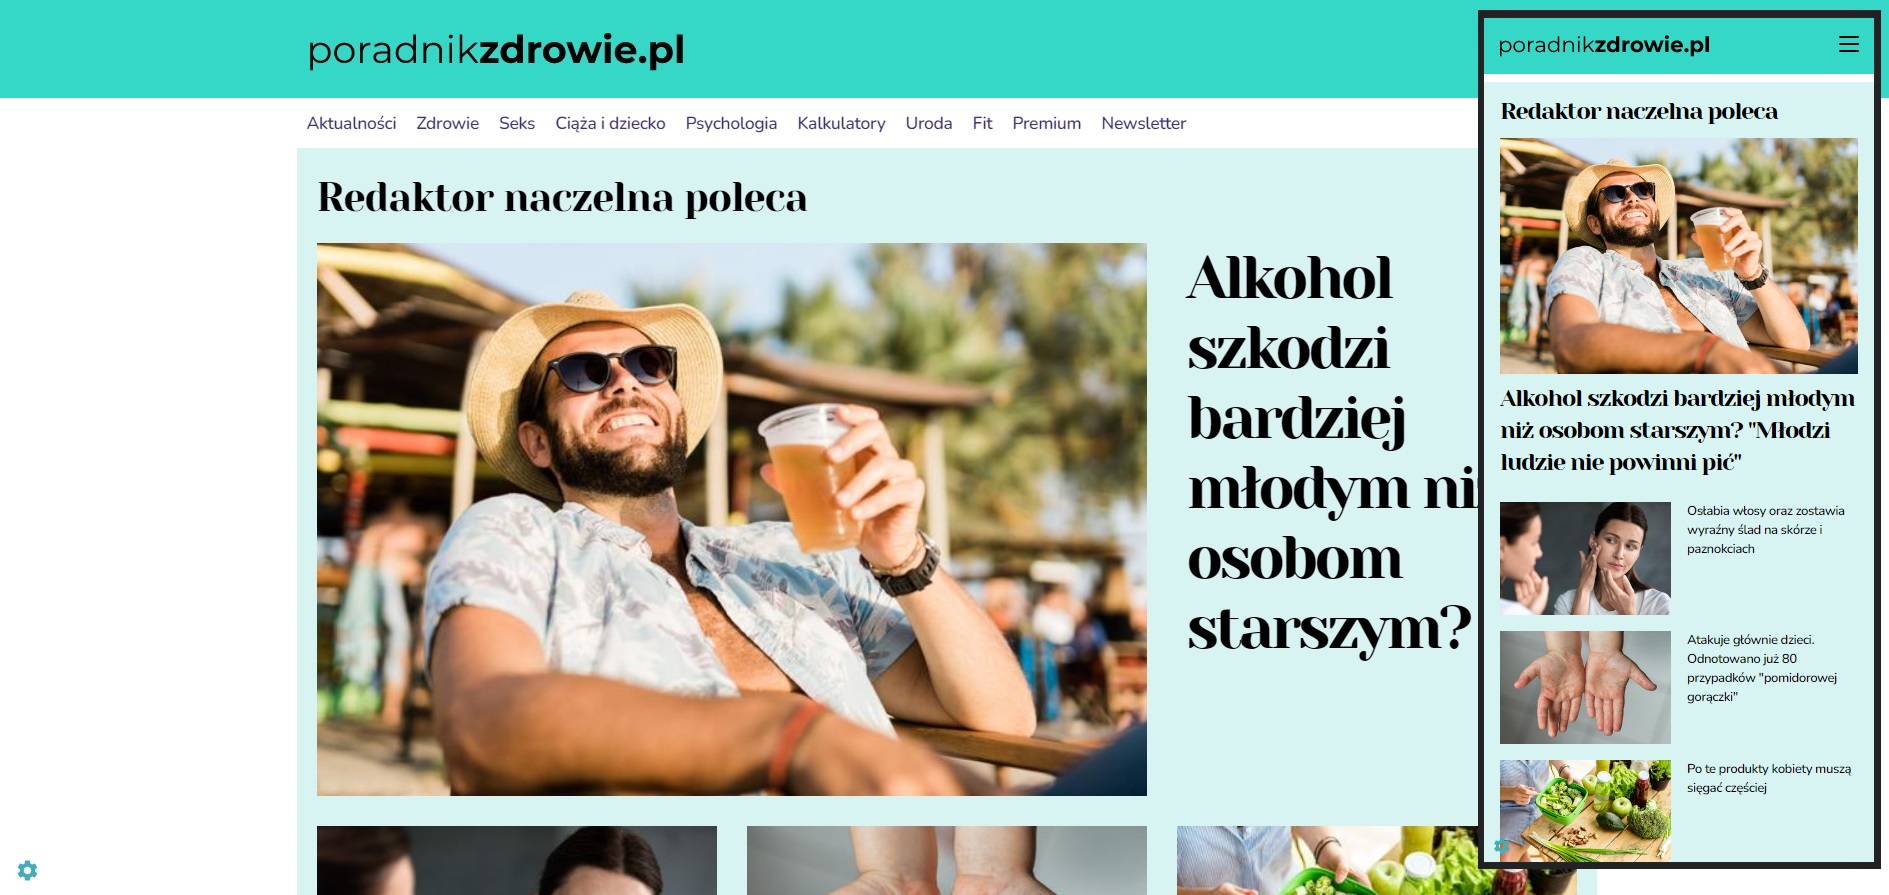 poradnikzdrowie.pl
Aktualności Zdrowie Seks Ciąża i dziecko Psychologia Kalkulatory Uroda Fit Premium Newsletter
Redaktor naczelna poleca
Alkohol
szkodzi
bardziej
młodym niż
osobom
starszym?
poradnikzdrowie.pl
Redaktor naczelna poleca
Alkohol szkodzi bardziej młodym
niż osobom starszym? "Młodzi
ludzie nie powinni pić"
Osłabia włosy oraz zostawia
wyraźny ślad na skórze i
paznokciach
Atakuje głównie dzieci.
Odnotowano już 80
przypadków "pomidorowej
gorączki"
Po te produkty kobiety muszą
sięgać częściej